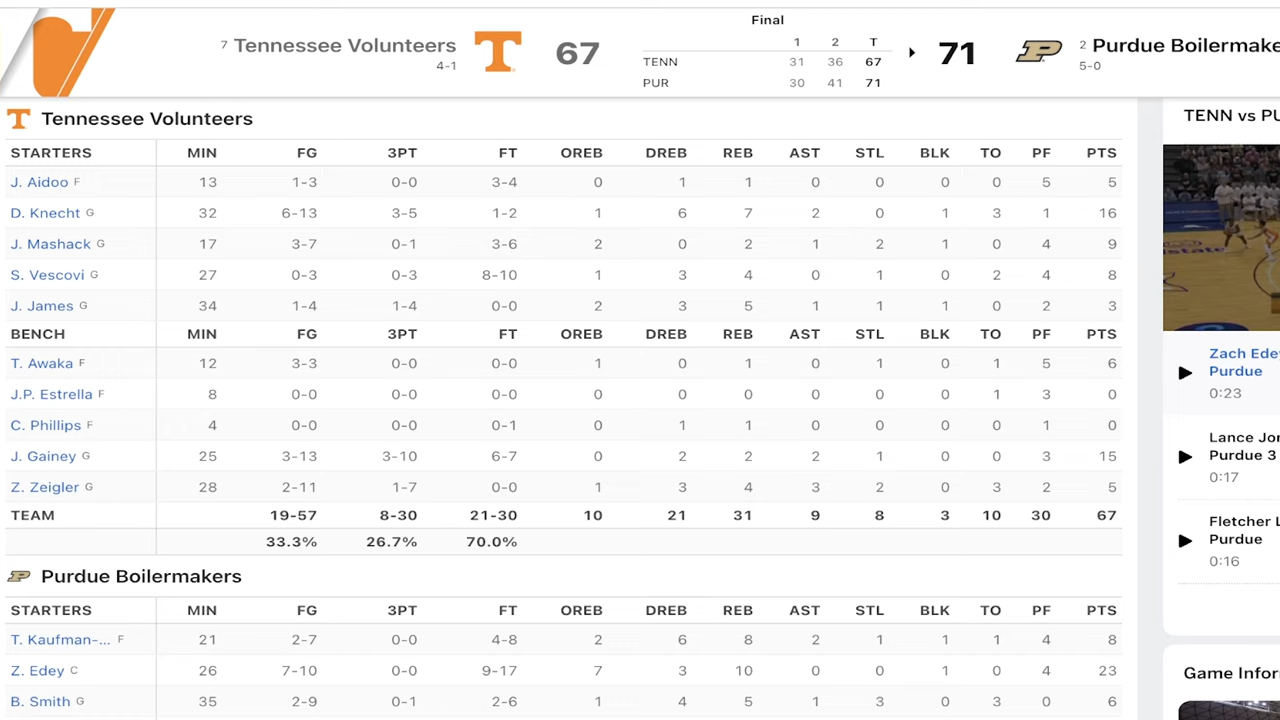 Final
7 Tennessee Volunteers 67 1 2 T 71 2 Purdue Boilermake
4-1 TENN 31 36 67 5-0
PUR 30 41 71
Tennessee Volunteers
STARTERS MIN FG 3PT FT OREB DREB REB AST STL BLK TO PF PTS
J. Aidoo F 13 1-3 0-0 3-4 0 1 1 0 0 0 0 5 5
D. Knecht G 32 6-13 3-5 1-2 1 6 7 2 0 1 3 1 16
J. Mashack G 17 3-7 0-1 3-6 2 0 2 1 2 1 0 4 9
S. Vescovi G 27 0-3 0-3 8-10 1 3 4 0 1 0 2 4 8
J. James G 34 1-4 1-4 0-0 2 3 5 1 1 1 0 2 3
BENCH MIN FG 3PT FT OREB DREB REB AST STL BLK TO PF PTS
T. Awaka F 12 3-3 0-0 0-0 1 0 1 0 1 0 1 5 6
J.P. Estrella F 8 0-0 0-0 0-0 0 0 0 0 0 0 1 3 0
C. Phillips F 4 0-0 0-0 0-1 0 1 1 0 0 0 0 1 0
J. Gainey G 25 3-13 3-10 6-7 0 2 2 2 1 0 0 3 15
Z. Zeigler G 28 2-11 1-7 0-0 1 3 4 3 2 0 3 2 5
TEAM 19-57 8-30 21-30 10 21 31 9 8 3 10 30 67
33.3% 26.7% 70.0%
Purdue Boilermakers
STARTERS MIN FG 3PT FT OREB DREB REB AST STL BLK TO PF PTS
T. Kaufman-... F 21 2-7 0-0 4-8 2 6 8 2 1 1 1 4 8
Z. Edey C 26 7-10 0-0 9-17 7 3 10 0 0 1 0 4 23
B. Smith G 35 2-9 0-1 2-6 1 4 5 1 3 0 3 0 6
TENN vs PU
Zach Ede
Purdue
0:23
Lance Jo
Purdue 3
0:17
Fletcher L
Purdue
0:16
Game Infor